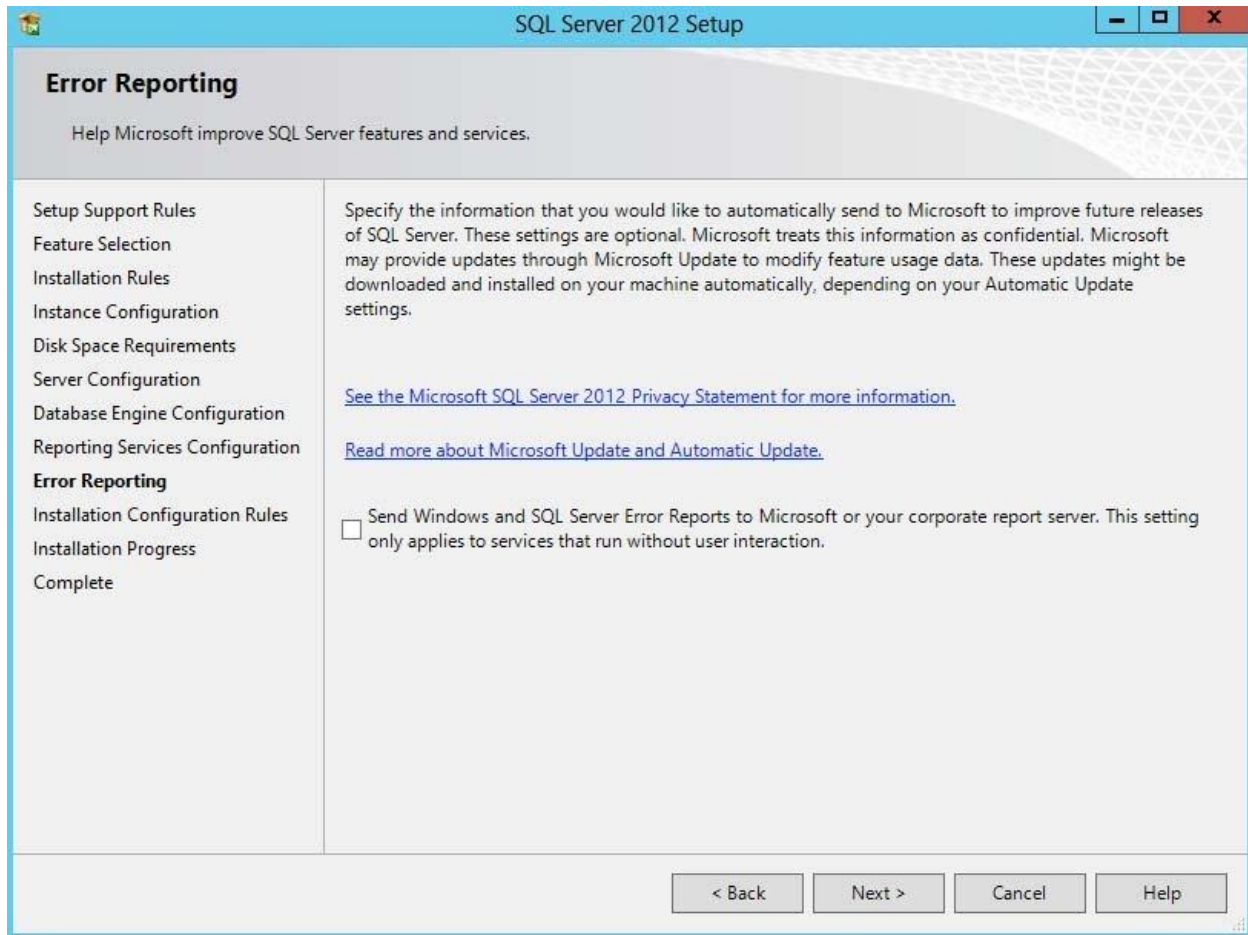 SQL Server 2012 Setup
Error Reporting
Help Microsoft improve SQL Server features and services.
Setup Support Rules
Feature Selection
Installation Rules
Instance Configuration
Disk Space Requirements
Server Configuration
Database Engine Configuration
Reporting Services Configuration
Error Reporting
Installation Configuration Rules
Installation Progress
Complete
Specify the information that you would like to automatically send to Microsoft to improve future releases
of SQL Server. These settings are optional. Microsoft treats this information as confidential. Microsoft
may provide updates through Microsoft Update to modify feature usage data. These updates might be
downloaded and installed on your machine automatically, depending on your Automatic Update
settings.
See the Microsoft SQL Server 2012 Privacy Statement for more information.
Read more about Microsoft Update and Automatic Update.
Send Windows and SQL Server Error Reports to Microsoft or your corporate report server. This setting
only applies to services that run without user interaction.
< Back
Next >
Cancel
Help